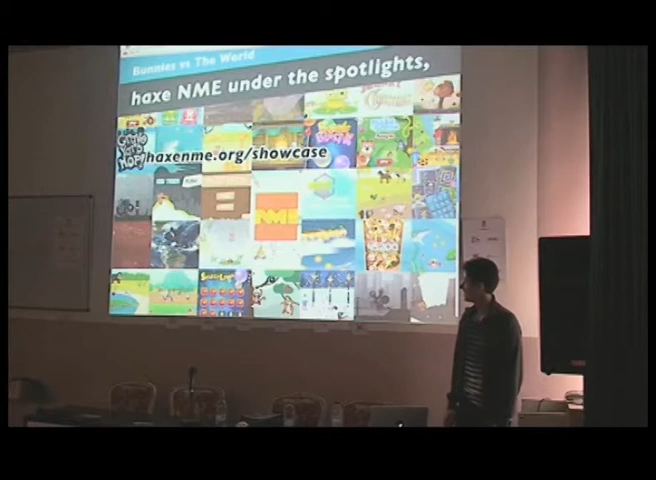 Bunnies vs The World
haxe NME under the spotlights,
haxenme.org/showcase
NME